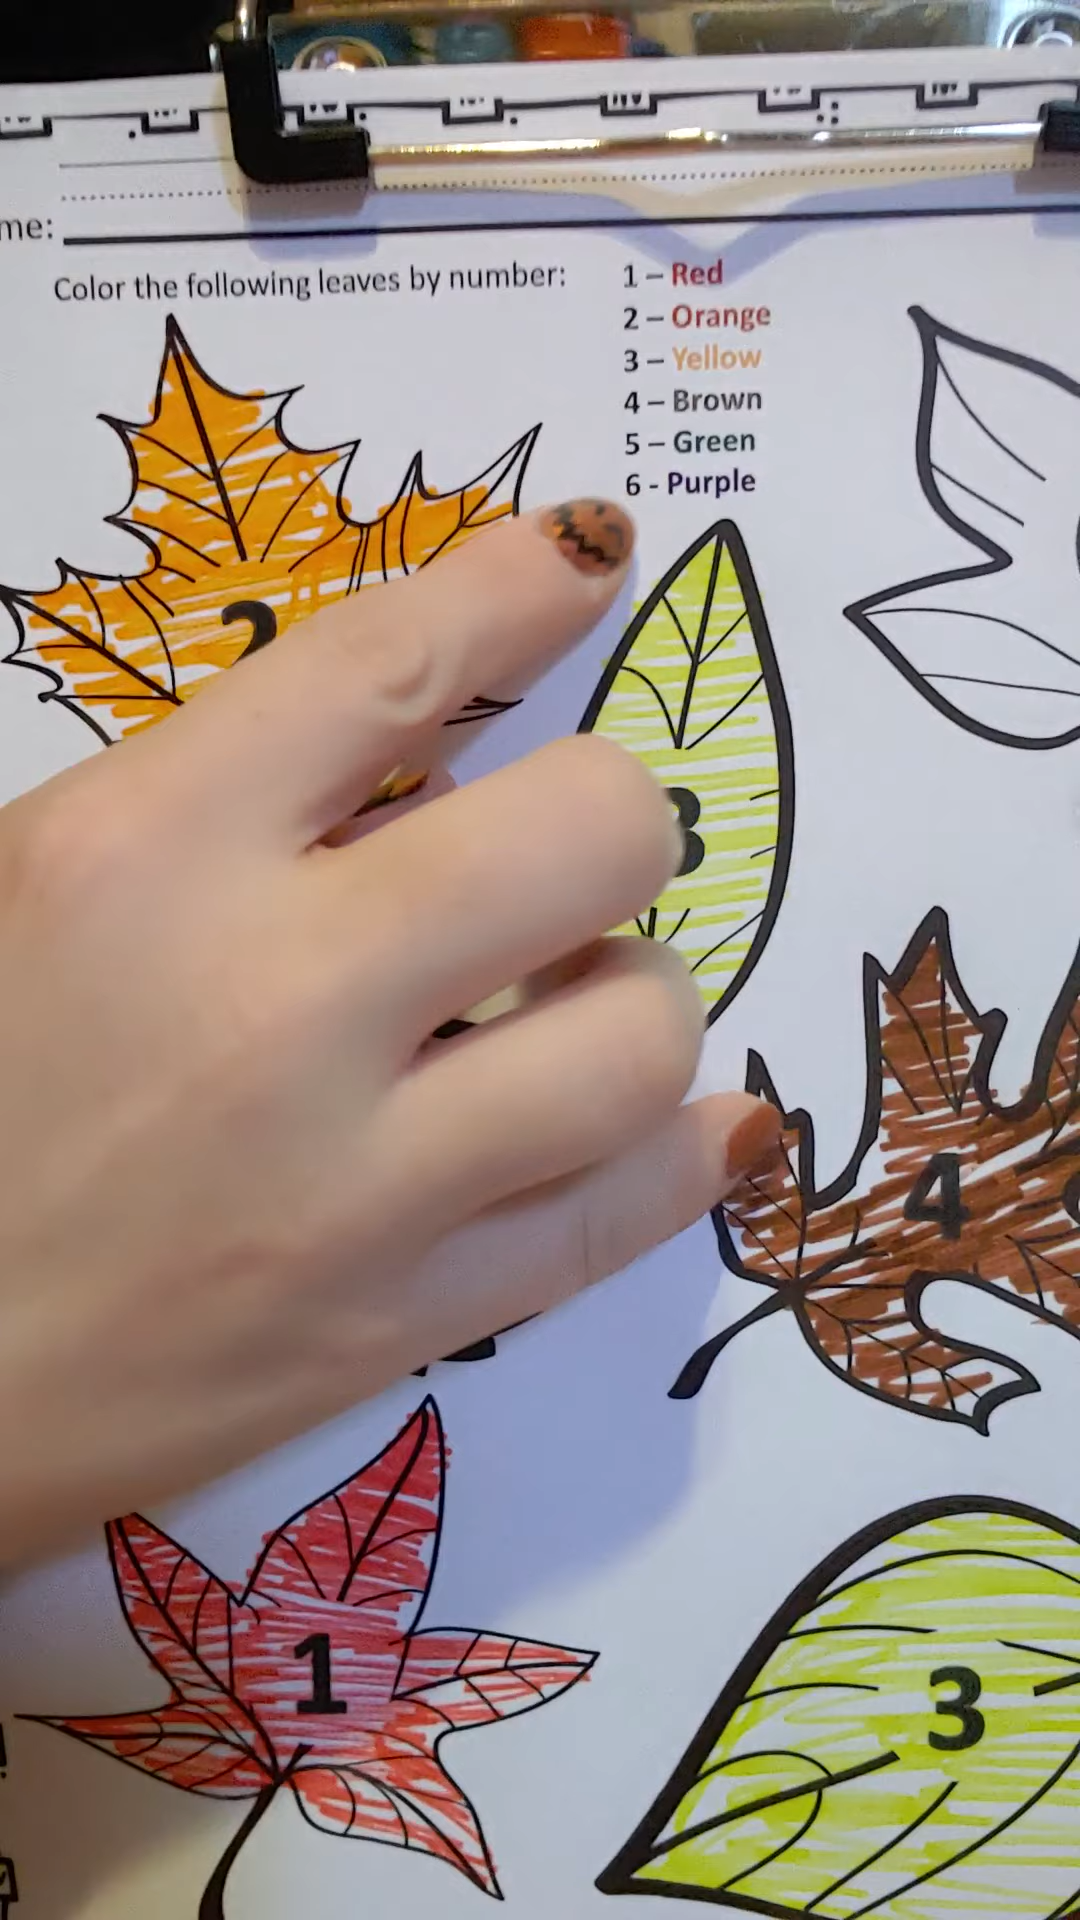 me:
Color the following leaves by number:
1 – Red
2 – Orange
3 – Yellow
4 – Brown
5 – Green
6 - Purple
2
3
4
1
3